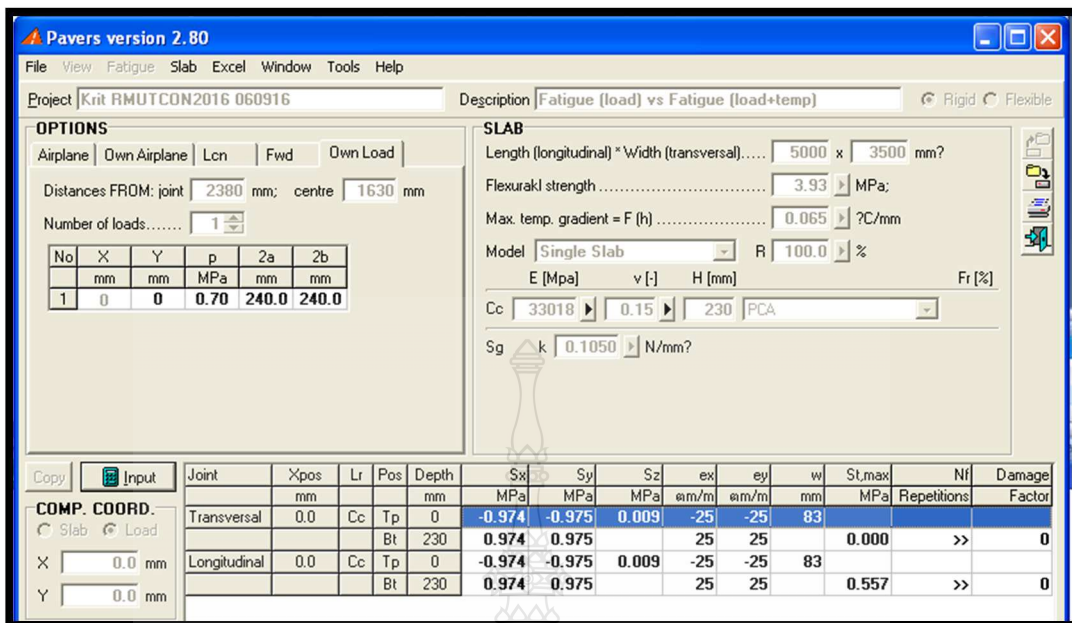 Pavers version 2.80
File View Fatigue Slab Excel Window Tools Help
Project Krit RMUTCON2016 060916 Description Fatigue (load) vs Fatigue (load+temp) Rigid Flexible
OPTIONS
Airplane Own Airplane Lcn Fwd Own Load
Distances FROM: joint 2380 mm; centre 1630 mm
Number of loads....... 1
No X Y p 2a 2b
mm mm MPa mm mm
1 0 0 0.70 240.0 240.0
SLAB
Length (longitudinal) * Width (transversal)..... 5000 x 3500 mm?
Flexurakl strength ................................ 3.93 MPa;
Max. temp. gradient = F (h) ..................... 0.065 ?C/mm
Model Single Slab R 100.0 %
E [Mpa] v [-] H [mm] Fr [%]
Cc 33018 0.15 230 PCA
Sg k 0.1050 N/mm?
Copy Input
COMP. COORD.
Slab Load
X 0.0 mm
Y 0.0 mm
Joint Xpos Lr Pos Depth Sx Sy Sz ex ey w St,max Nf Damage
mm mm MPa MPa MPa ๓m/m ๓m/m mm MPa Repetitions Factor
Transversal 0.0 Cc Tp 0 -0.974 -0.975 0.009 -25 -25 83
Bt 230 0.974 0.975 25 25 0.000 >> 0
Longitudinal 0.0 Cc Tp 0 -0.974 -0.975 0.009 -25 -25 83
Bt 230 0.974 0.975 25 25 0.557 >> 0